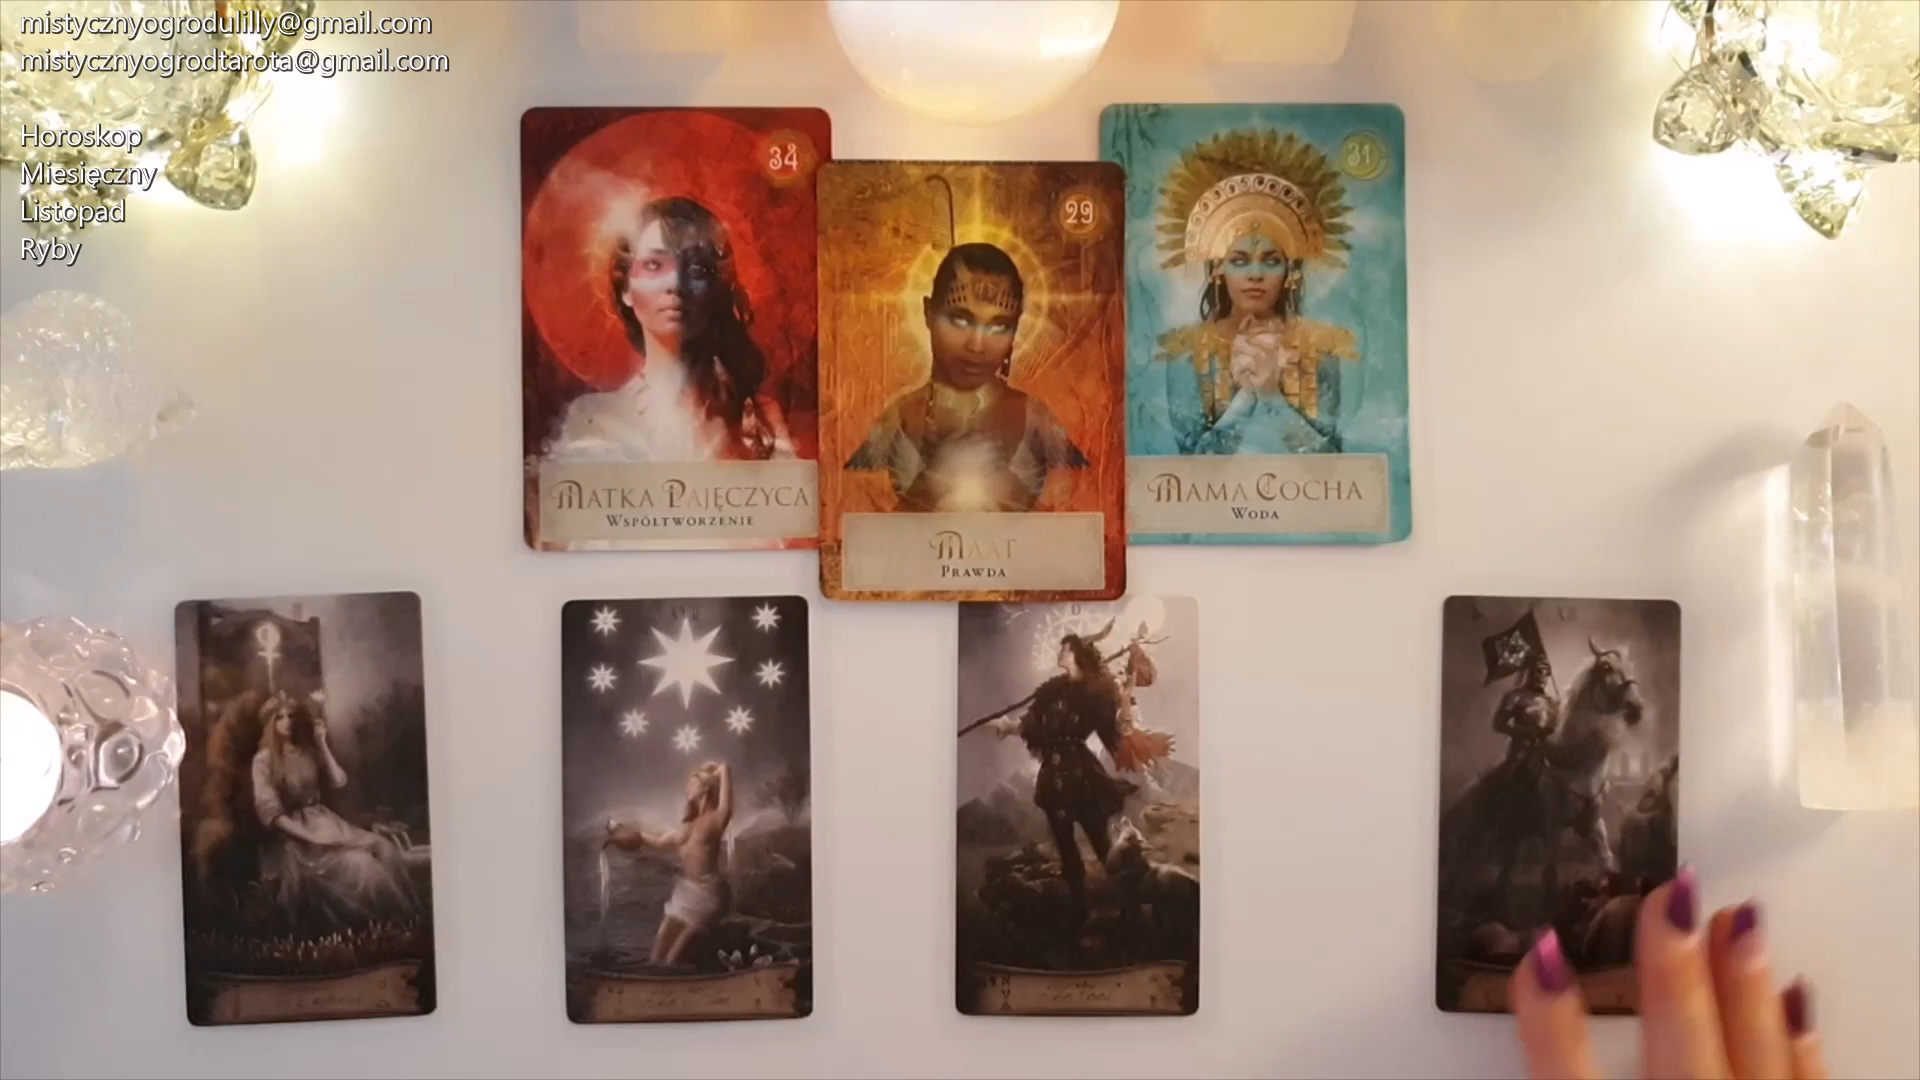 mistycznyogrodulilly@gmail.com
mistycznyogrodtarota@gmail.com
Horoskop
Miesięczny
Listopad
Ryby
34
Matka Pajęczyca
Współtworzenie
29
Maat
Prawda
31
Mama Cocha
Woda
0